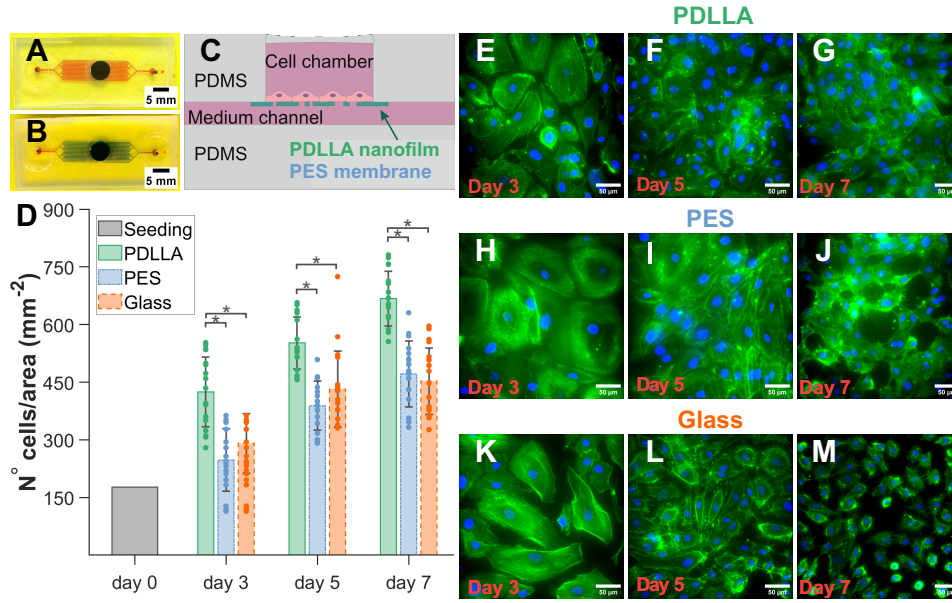 PDLLA
A
5 mm
B
5 mm
C
Cell chamber
PDMS
Medium channel
PDMS
PDLLA nanofilm
PES membrane
E
Day 3
50 µm
F
Day 5
50 µm
G
Day 7
50 µm
PES
H
Day 3
50 µm
I
Day 5
50 µm
J
Day 7
50 µm
Glass
K
Day 3
50 µm
L
Day 5
50 µm
M
Day 7
50 µm
D
N° cells/area (mm⁻²)
900
750
600
450
300
150
Seeding
PDLLA
PES
Glass
*
*
*
*
*
*
day 0
day 3
day 5
day 7